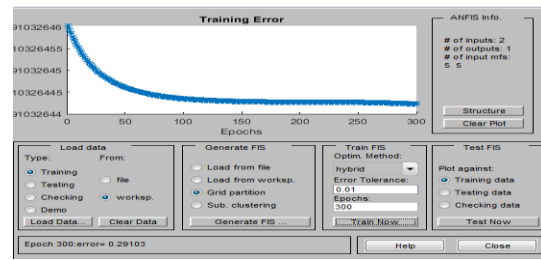 Training Error
ANFIS Info.
91032646
10326455
91032645
10326445
91032644
0 50 100 150 200 250 300
Epochs
# of inputs: 2
# of outputs: 1
# of input mfs:
5 5
Structure
Clear Plot
Load data
Type: From:
Training
Testing
Checking
Demo
file
worksp.
Load Data... Clear Data
Generate FIS
Load from file
Load from worksp.
Grid partition
Sub. clustering
Generate FIS ...
Train FIS
Optim. Method:
hybrid
Error Tolerance:
0.01
Epochs:
300
Train Now
Test FIS
Plot against:
Training data
Testing data
Checking data
Test Now
Epoch 300:error= 0.29103
Help Close